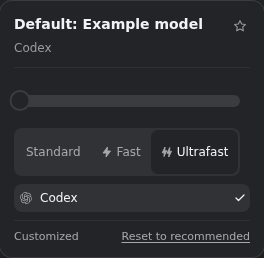 Default: Example model
Codex
Standard
Fast
Ultrafast
Codex
Customized
Reset to recommended